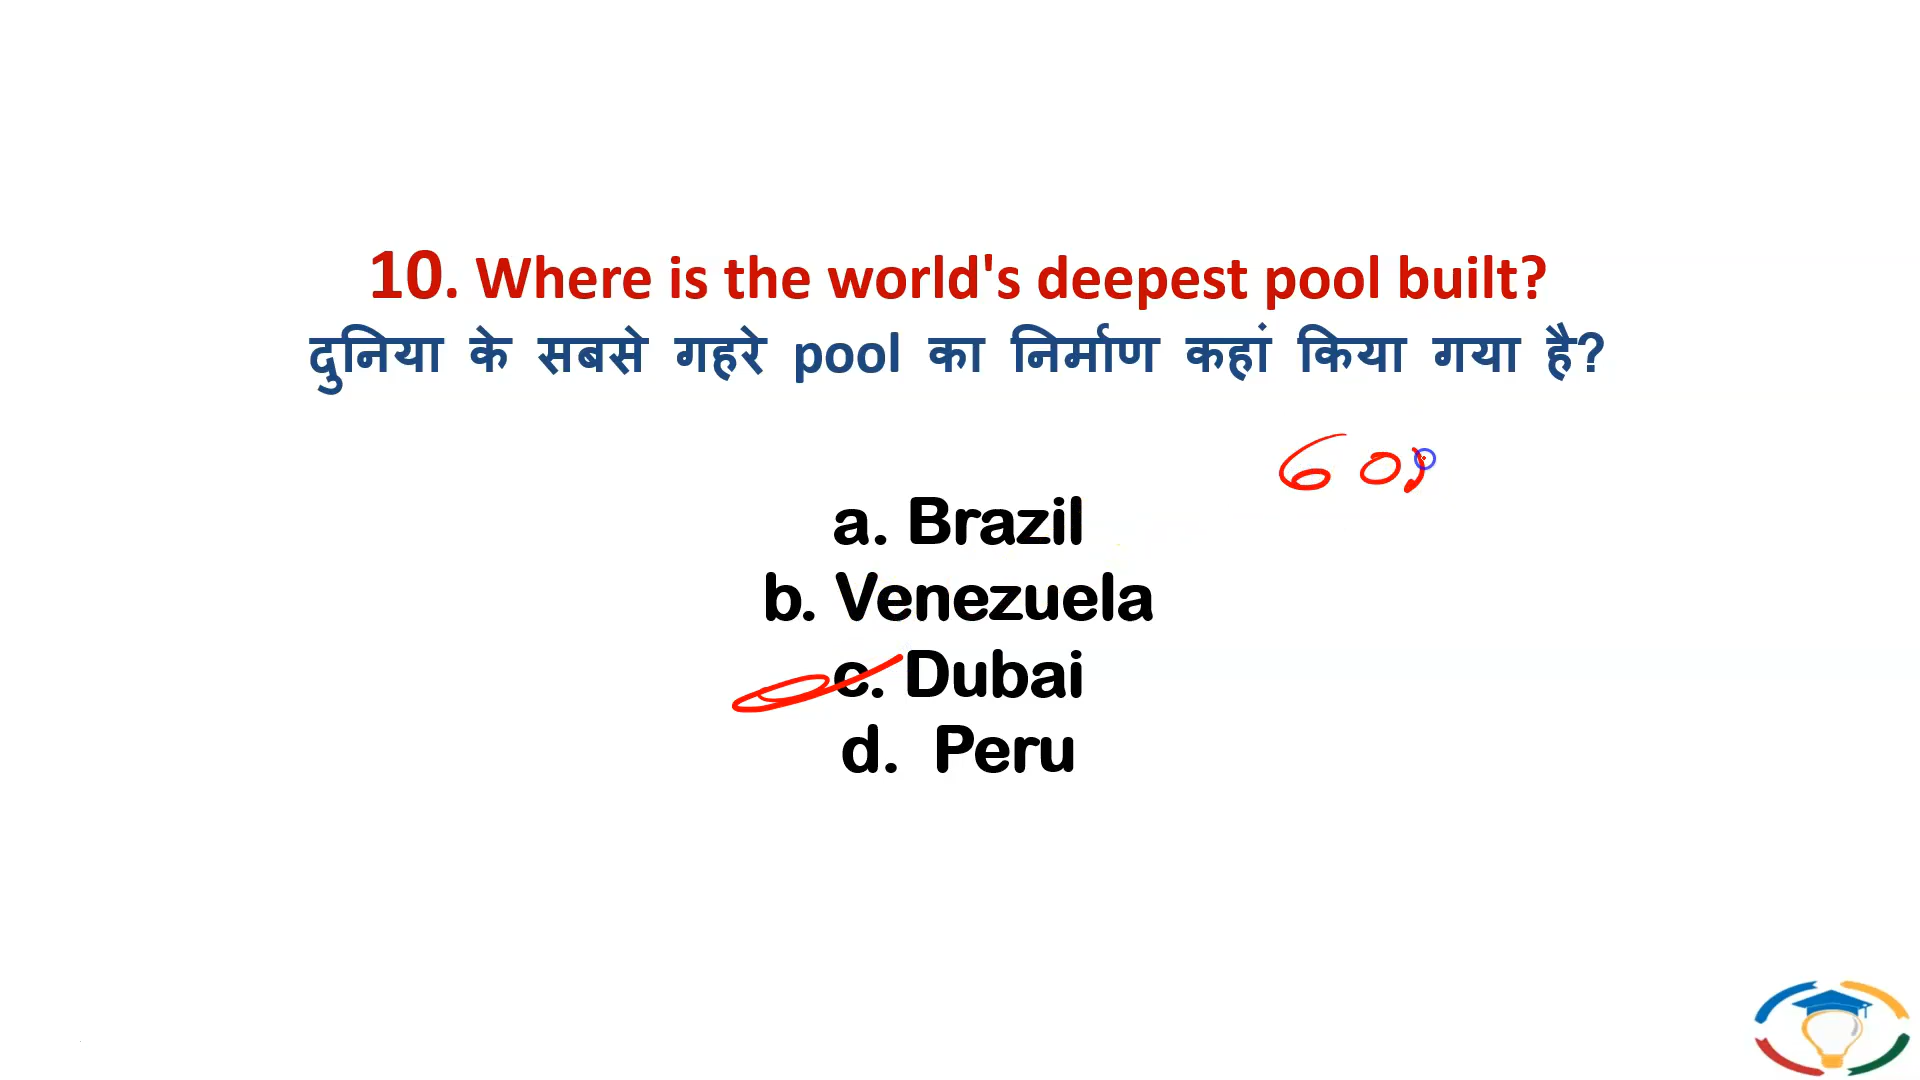 10. Where is the world's deepest pool built?
दुनिया के सबसे गहरे pool का निर्माण कहां किया गया है?
60
a. Brazil
b. Venezuela
c. Dubai
d. Peru